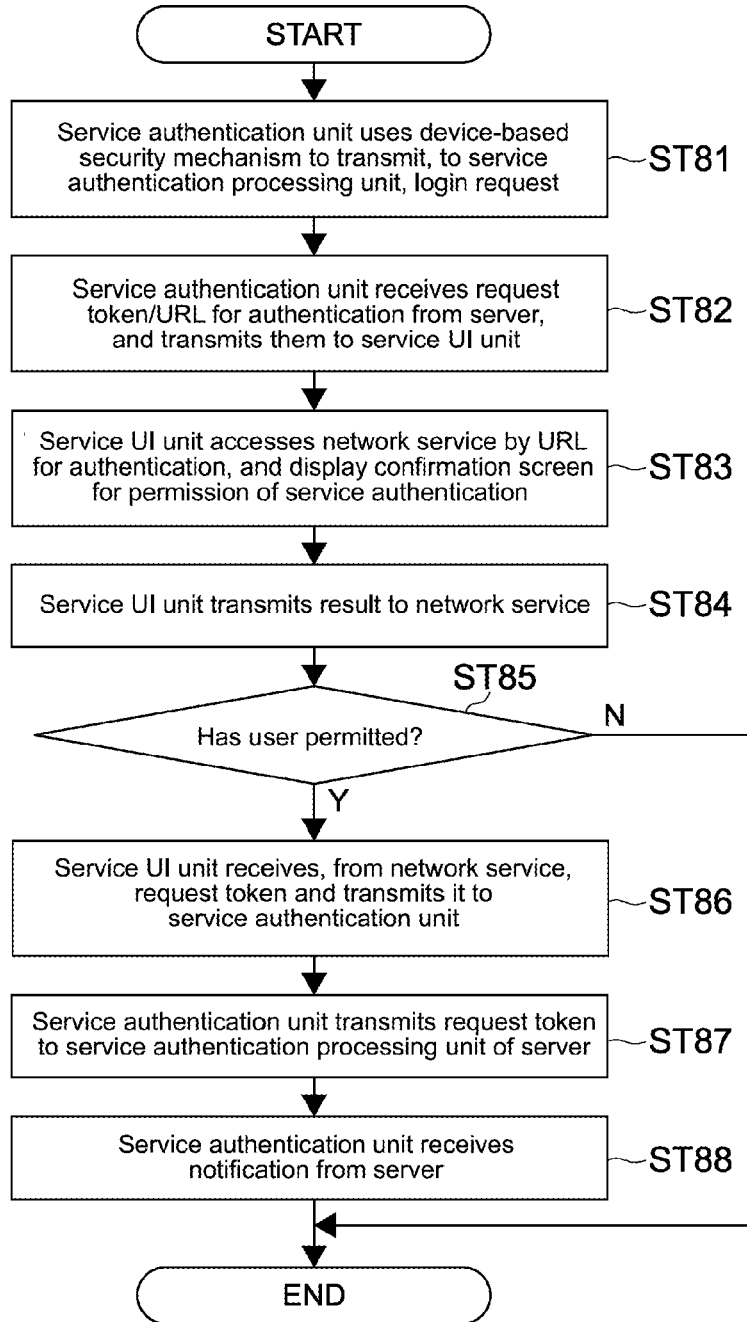 START
Service authentication unit uses device-based
security mechanism to transmit, to service
authentication processing unit, login request
ST81
Service authentication unit receives request
token/URL for authentication from server,
and transmits them to service UI unit
ST82
Service UI unit accesses network service by URL
for authentication, and display confirmation screen
for permission of service authentication
ST83
Service UI unit transmits result to network service
ST84
ST85
Has user permitted?
N
Y
Service UI unit receives, from network service,
request token and transmits it to
service authentication unit
ST86
Service authentication unit transmits request token
to service authentication processing unit of server
ST87
Service authentication unit receives
notification from server
ST88
END